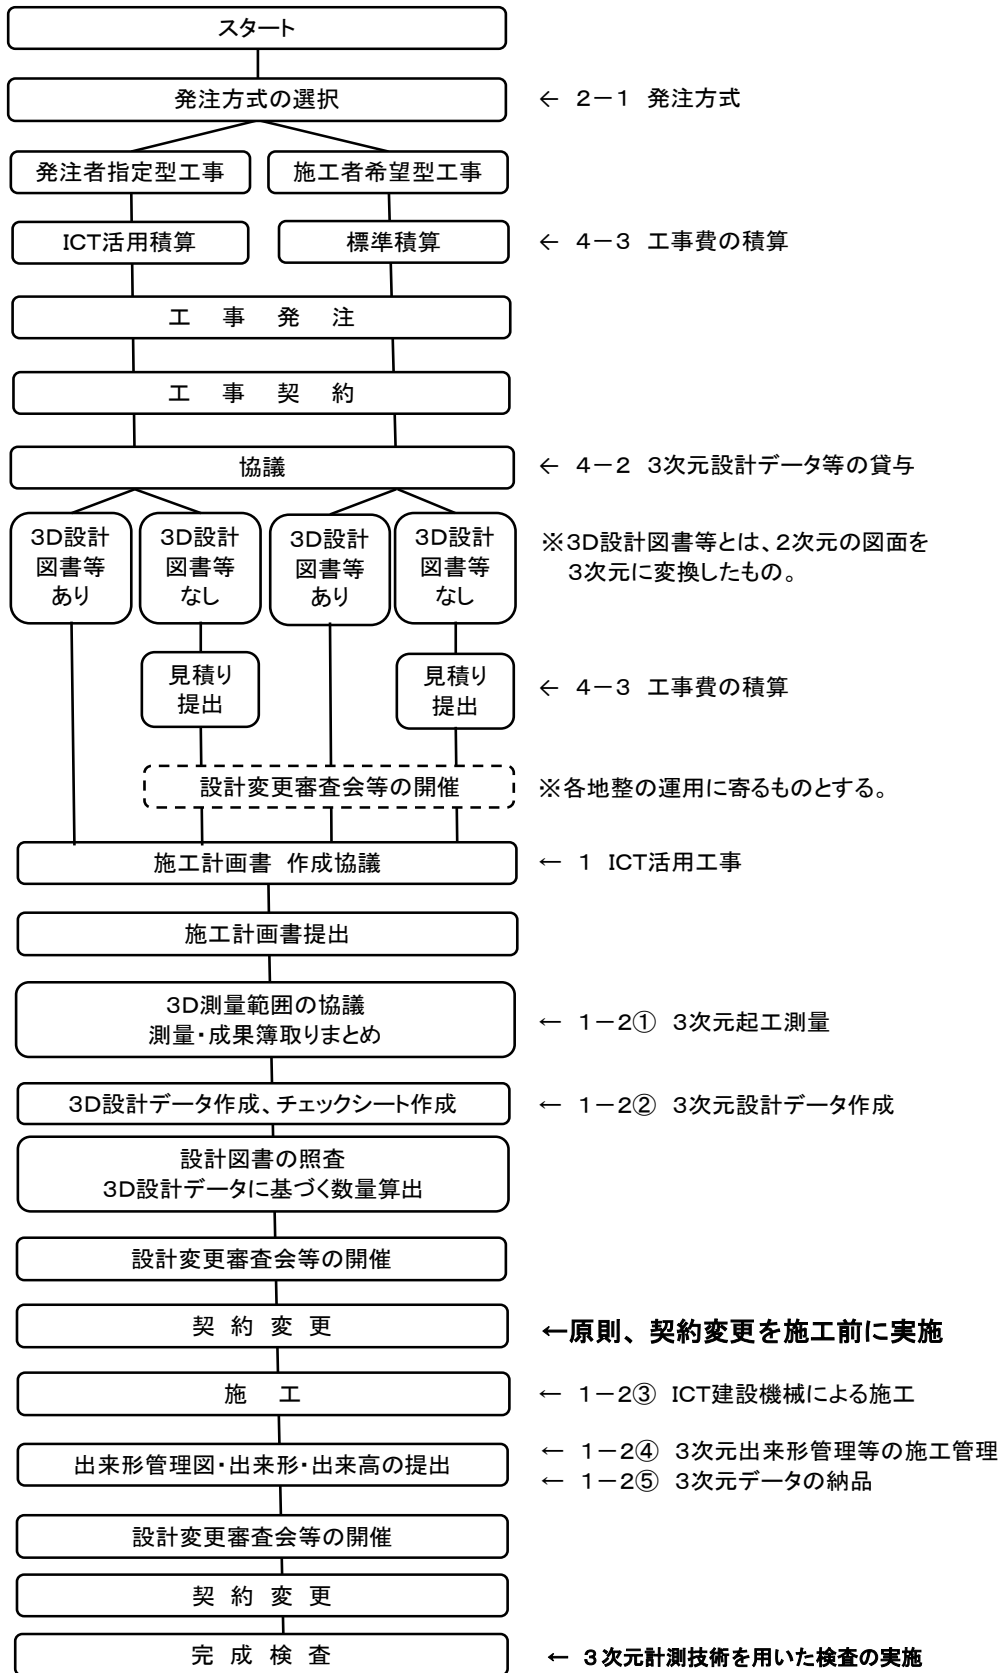 スタート
発注方式の選択
← 2－1 発注方式
発注者指定型工事
施工者希望型工事
ICT活用積算
標準積算
← 4－3 工事費の積算
工 事 発 注
工 事 契 約
協議
← 4－2 3次元設計データ等の貸与
3D設計
図書等
あり
3D設計
図書等
なし
3D設計
図書等
あり
3D設計
図書等
なし
※3D設計図書等とは、2次元の図面を
3次元に変換したもの。
見積り
提出
見積り
提出
← 4－3 工事費の積算
設計変更審査会等の開催
※各地整の運用に寄るものとする。
施工計画書 作成協議
← 1 ICT活用工事
施工計画書提出
3D測量範囲の協議
測量・成果簿取りまとめ
← 1－2① 3次元起工測量
3D設計データ作成、チェックシート作成
← 1－2② 3次元設計データ作成
設計図書の照査
3D設計データに基づく数量算出
設計変更審査会等の開催
契 約 変 更
←原則、契約変更を施工前に実施
施 工
← 1－2③ ICT建設機械による施工
出来形管理図・出来形・出来高の提出
← 1－2④ 3次元出来形管理等の施工管理
← 1－2⑤ 3次元データの納品
設計変更審査会等の開催
契 約 変 更
完 成 検 査
← 3次元計測技術を用いた検査の実施